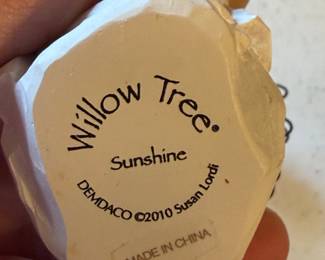 Willow Tree®
Sunshine
DEMDACO ©2010 Susan Lordi
MADE IN CHINA